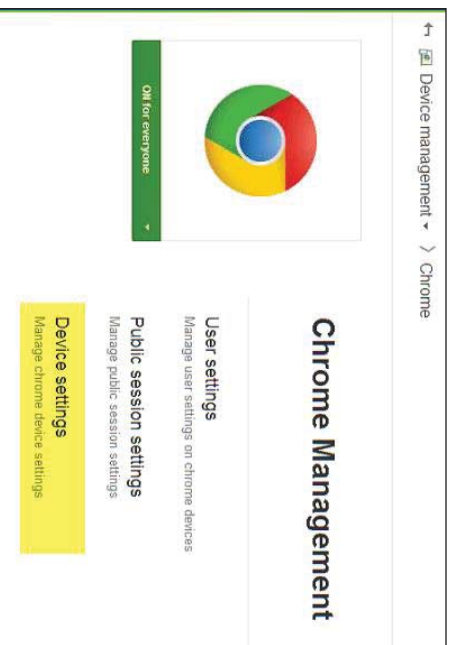 Device management > Chrome
ON for everyone
Chrome Management
User settings
Manage user settings on chrome devices
Public session settings
Manage public session settings
Device settings
Manage chrome device settings